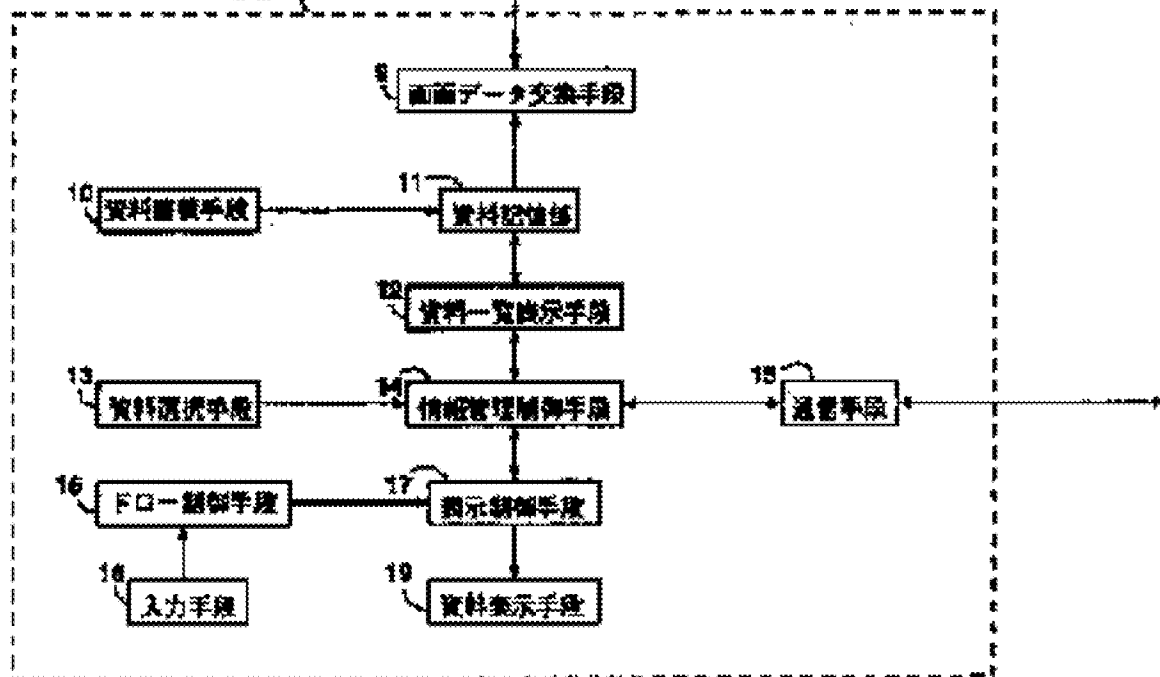 画面データ交換手段
10
11
資料蓄積手段
資料記憶部
12
資料一覧表示手段
13
14
15
資料選択手段
情報管理制御手段
通信手段
16
17
ドロー制御手段
表示制御手段
18
19
入力手段
資料表示手段